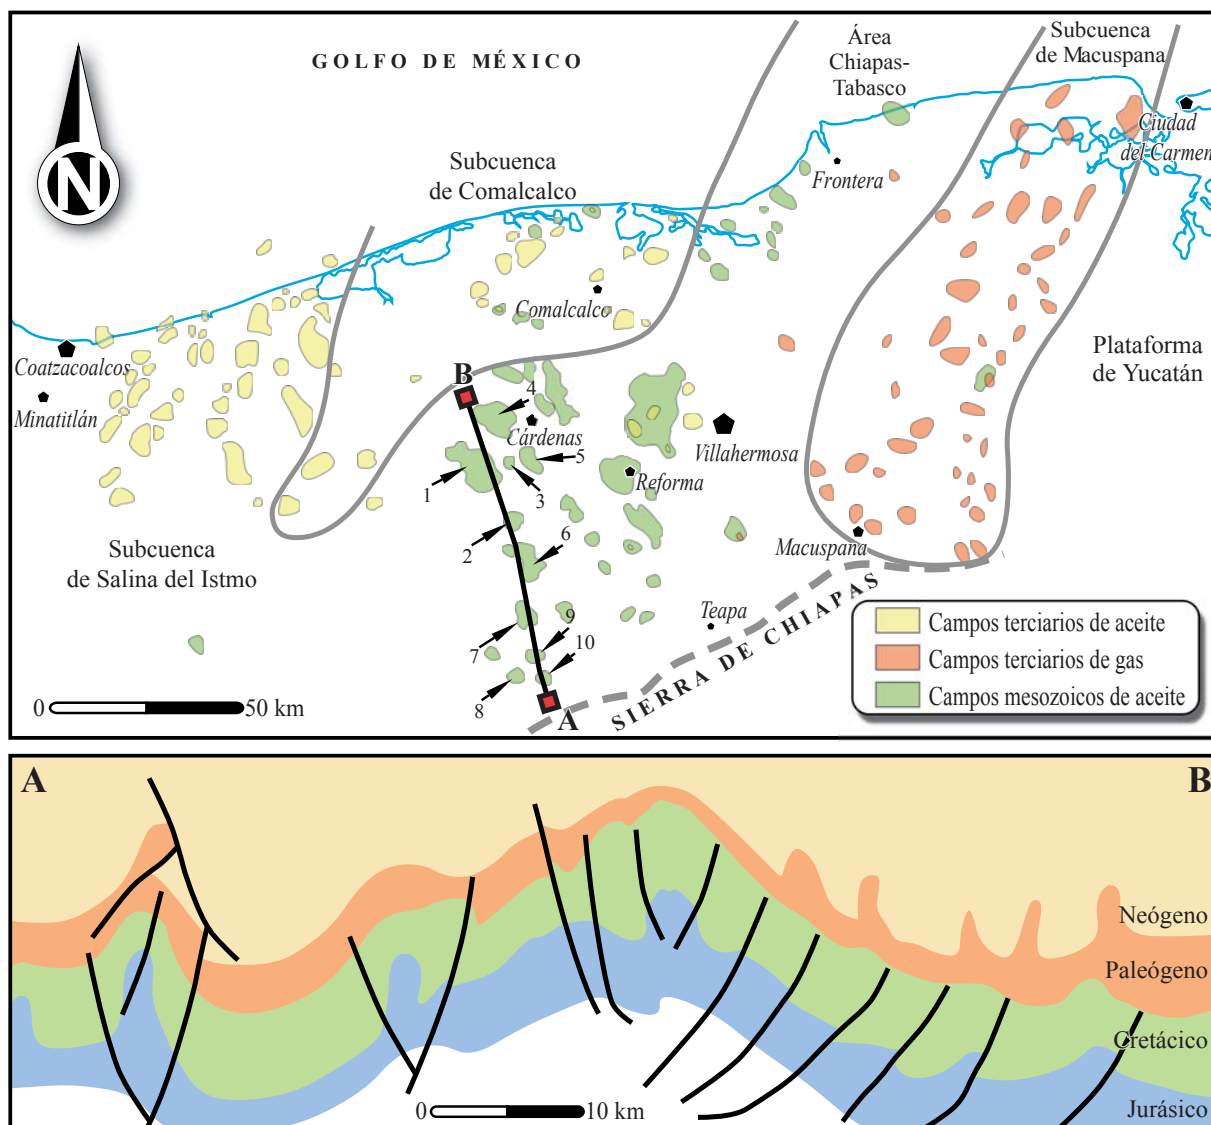 GOLFO DE MÉXICO
Área
Chiapas-
Tabasco
Subcuenca
de Macuspana
Ciudad
del Carmen
N
Subcuenca
de Comalcalco
Frontera
Comalcalco
Coatzacoalcos
Minatitlán
Plataforma
de Yucatán
B
4
Cárdenas
5
Villahermosa
1
3
Reforma
2
6
Macuspana
Subcuenca
de Salina del Istmo
Teapa
SIERRA DE CHIAPAS
7
9
10
8
A
0 50 km
Campos terciarios de aceite
Campos terciarios de gas
Campos mesozoicos de aceite
A
B
Neógeno
Paleógeno
Cretácico
Jurásico
0 10 km